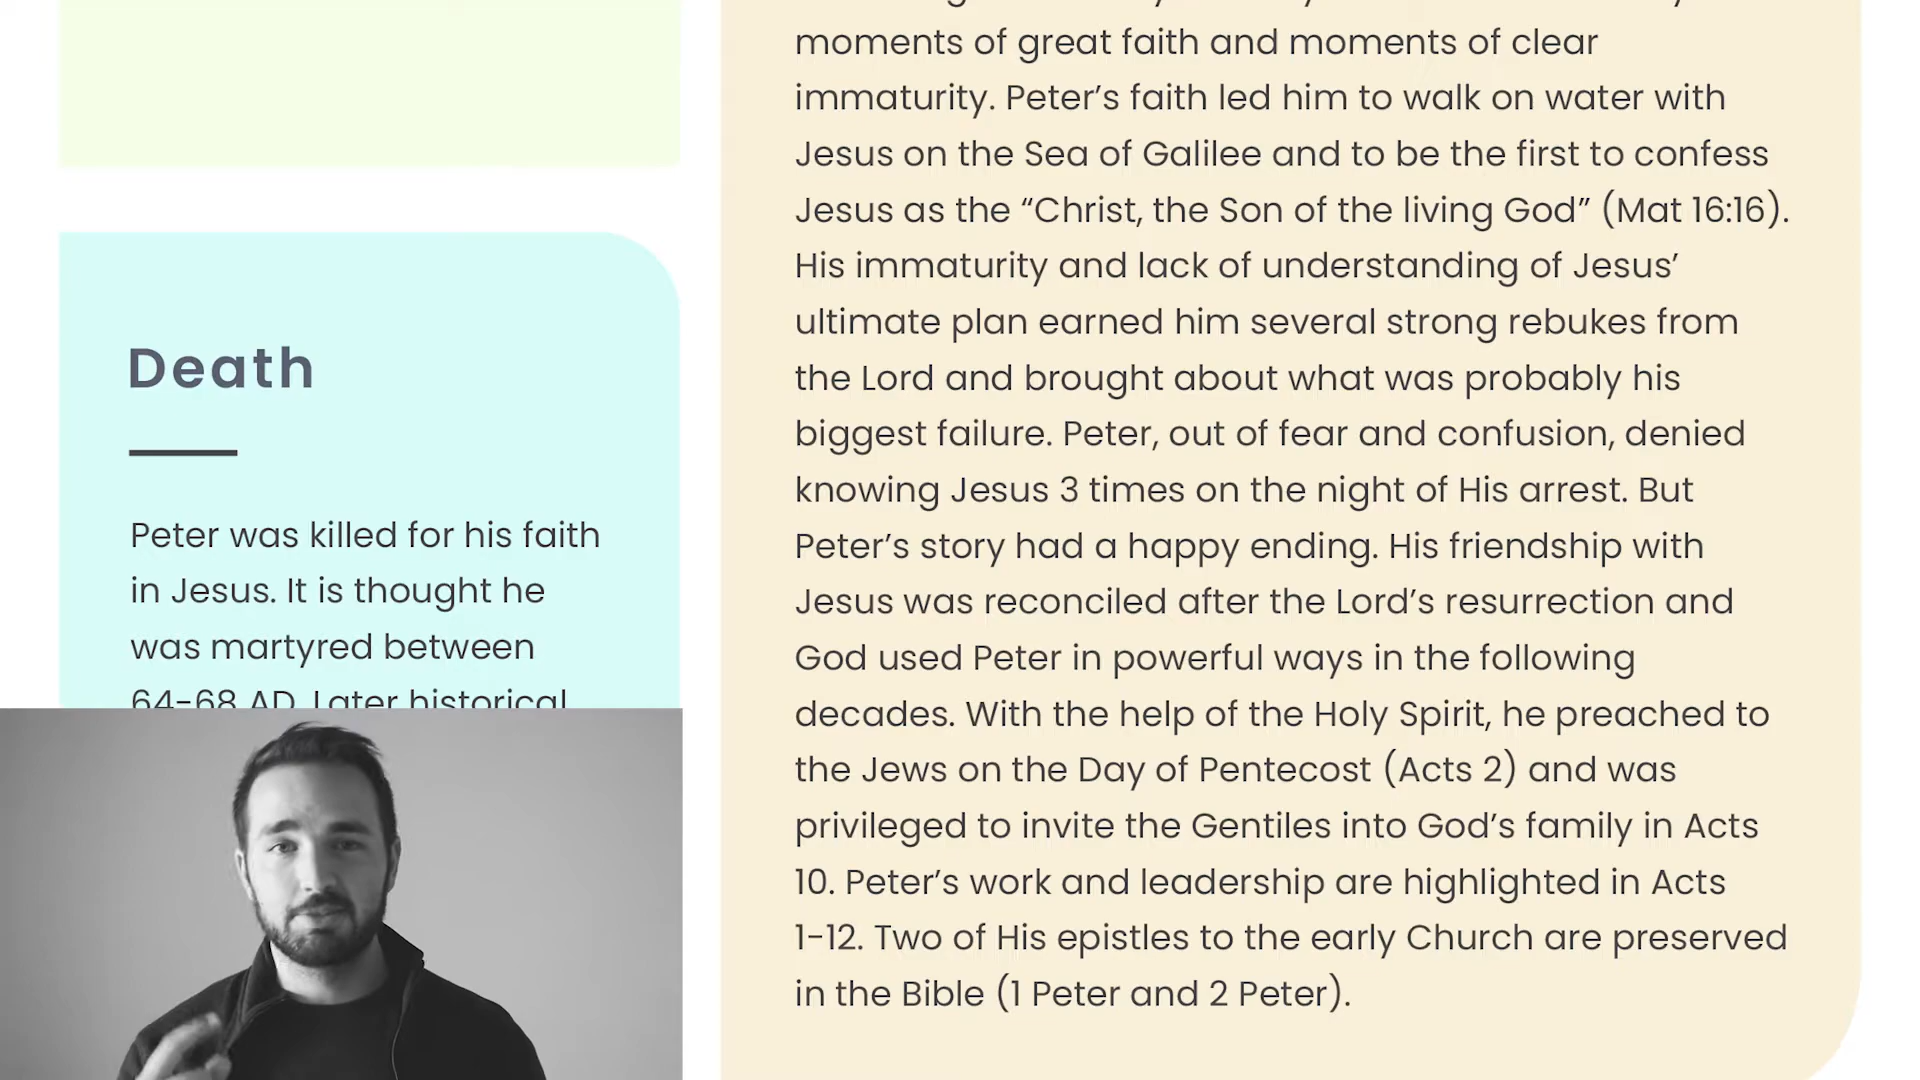 moments of great faith and moments of clear
immaturity. Peter’s faith led him to walk on water with
Jesus on the Sea of Galilee and to be the first to confess
Jesus as the “Christ, the Son of the living God” (Mat 16:16).
His immaturity and lack of understanding of Jesus’
ultimate plan earned him several strong rebukes from
the Lord and brought about what was probably his
biggest failure. Peter, out of fear and confusion, denied
knowing Jesus 3 times on the night of His arrest. But
Peter’s story had a happy ending. His friendship with
Jesus was reconciled after the Lord’s resurrection and
God used Peter in powerful ways in the following
decades. With the help of the Holy Spirit, he preached to
the Jews on the Day of Pentecost (Acts 2) and was
privileged to invite the Gentiles into God’s family in Acts
10. Peter’s work and leadership are highlighted in Acts
1-12. Two of His epistles to the early Church are preserved
in the Bible (1 Peter and 2 Peter).
Death
Peter was killed for his faith
in Jesus. It is thought he
was martyred between
64-68 AD. Later historical